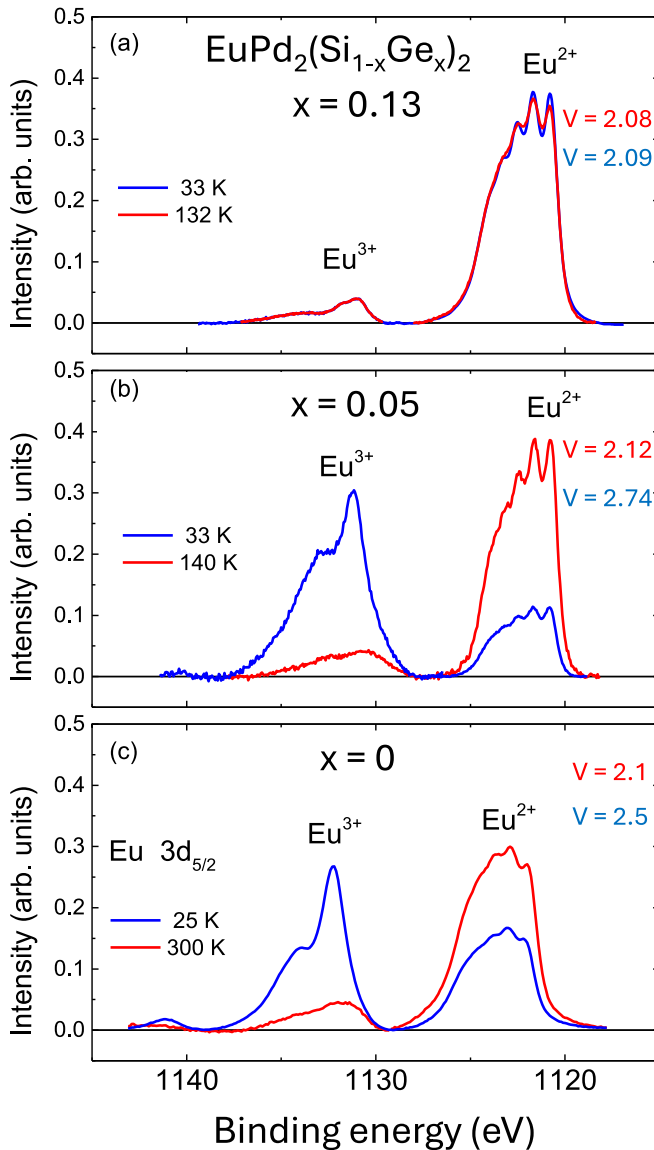 (a)
EuPd₂(Si₁₋ₓGeₓ)₂
x = 0.13
Eu²⁺
V = 2.08
V = 2.09
33 K
132 K
Eu³⁺
0.5
0.4
0.3
0.2
0.1
0.0
Intensity (arb. units)
(b)
x = 0.05
Eu²⁺
Eu³⁺
V = 2.12
V = 2.74
33 K
140 K
0.5
0.4
0.3
0.2
0.1
0.0
Intensity (arb. units)
(c)
x = 0
V = 2.1
V = 2.5
Eu³⁺
Eu²⁺
Eu 3d₅/₂
25 K
300 K
0.5
0.4
0.3
0.2
0.1
0.0
Intensity (arb. units)
1140 1130 1120
Binding energy (eV)